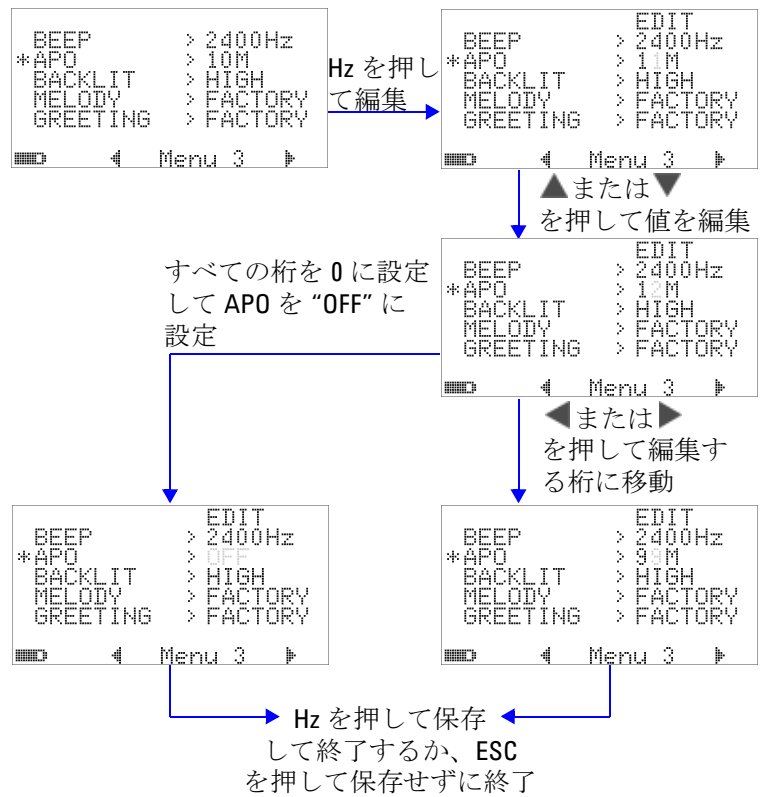 BEEP > 2400Hz
*APO > 10M
BACKLIT > HIGH
MELODY > FACTORY
GREETING > FACTORY
Menu 3
Hz を押し
て編集
EDIT
BEEP > 2400Hz
*APO > 11M
BACKLIT > HIGH
MELODY > FACTORY
GREETING > FACTORY
Menu 3
▲または▼
を押して値を編集
EDIT
BEEP > 2400Hz
*APO > 12M
BACKLIT > HIGH
MELODY > FACTORY
GREETING > FACTORY
Menu 3
すべての桁を 0 に設定
して APO を “OFF” に
設定
◀または▶
を押して編集す
る桁に移動
EDIT
BEEP > 2400Hz
*APO > OFF
BACKLIT > HIGH
MELODY > FACTORY
GREETING > FACTORY
Menu 3
EDIT
BEEP > 2400Hz
*APO > 99M
BACKLIT > HIGH
MELODY > FACTORY
GREETING > FACTORY
Menu 3
Hz を押して保存
して終了するか、ESC
を押して保存せずに終了